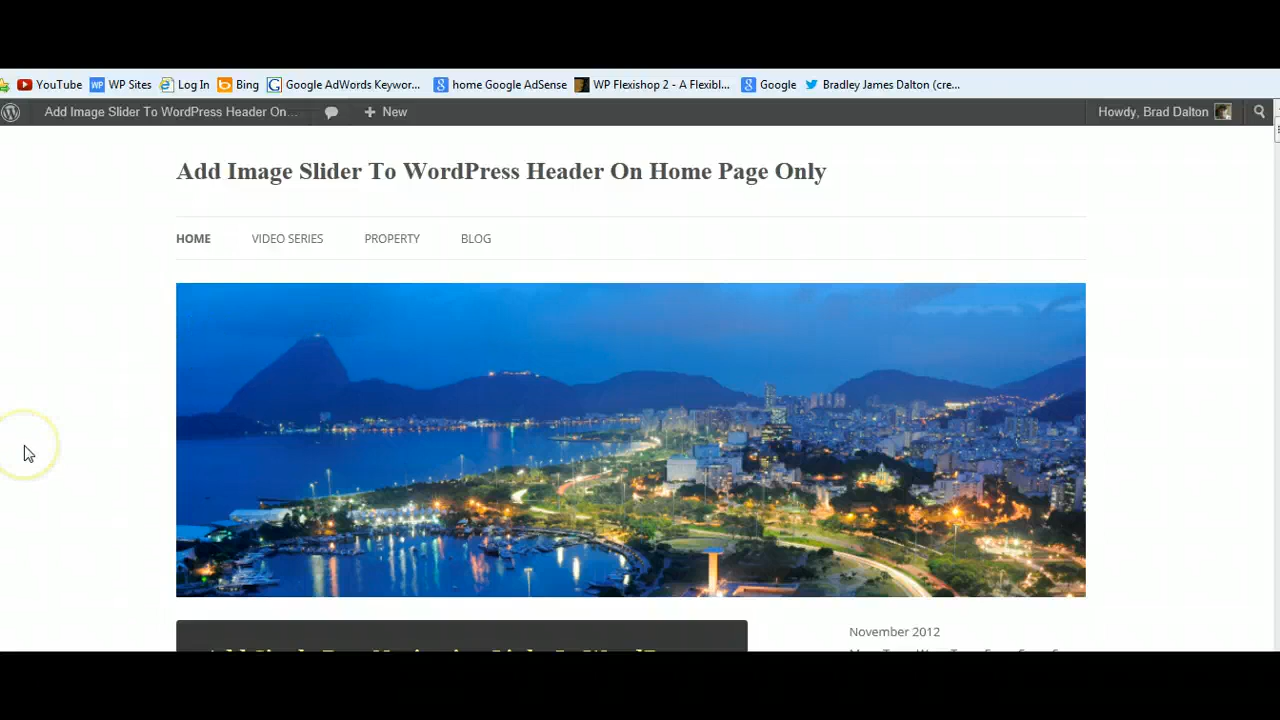 YouTube WP Sites Log In Bing Google AdWords Keywor... home Google AdSense WP Flexishop 2 - A Flexibl... Google Bradley James Dalton (cre...
Add Image Slider To WordPress Header On... New Howdy, Brad Dalton
Add Image Slider To WordPress Header On Home Page Only
HOME VIDEO SERIES PROPERTY BLOG
November 2012